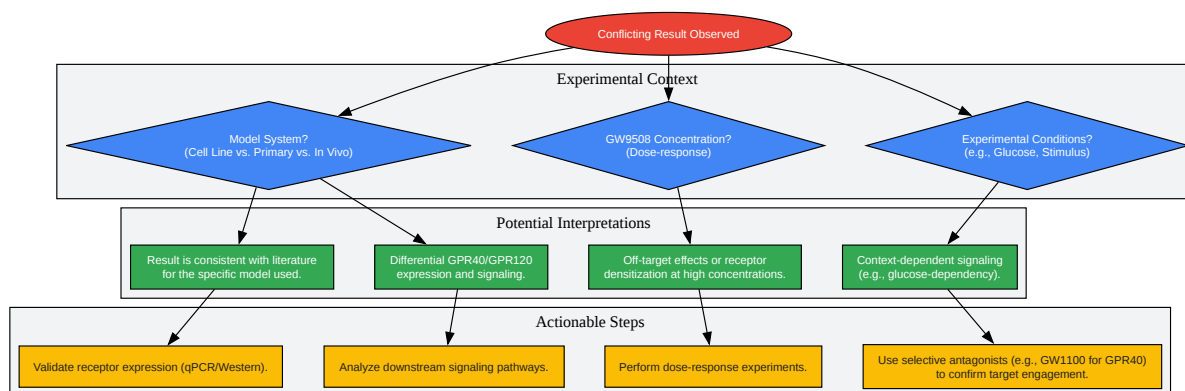 Conflicting Result Observed
Experimental Context
Model System?
(Cell Line vs. Primary vs. In Vivo)
GW9508 Concentration?
(Dose-response)
Experimental Conditions?
(e.g., Glucose, Stimulus)
Potential Interpretations
Result is consistent with literature
for the specific model used.
Differential GPR40/GPR120
expression and signaling.
Off-target effects or receptor
densitization at high concentrations.
Context-dependent signaling
(e.g., glucose-dependency).
Actionable Steps
Validate receptor expression (qPCR/Western).
Analyze downstream signaling pathways.
Perform dose-response experiments.
Use selective antagonists (e.g., GW1100 for GPR40)
to confirm target engagement.